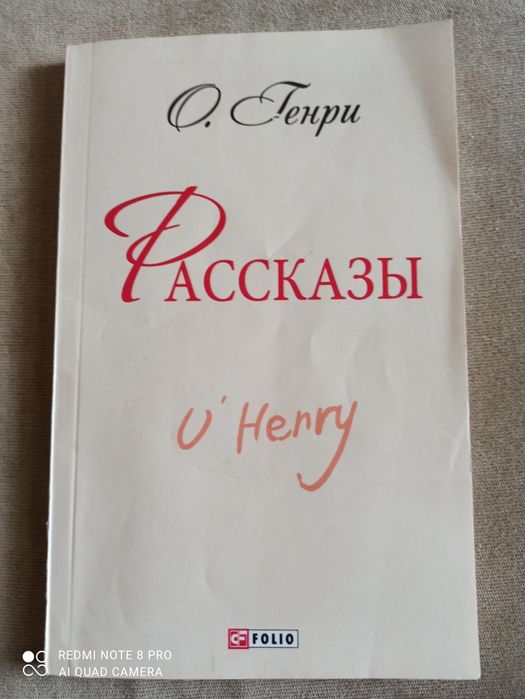 О. Генри
РАССКАЗЫ
O'Henry
FOLIO
REDMI NOTE 8 PRO
AI QUAD CAMERA